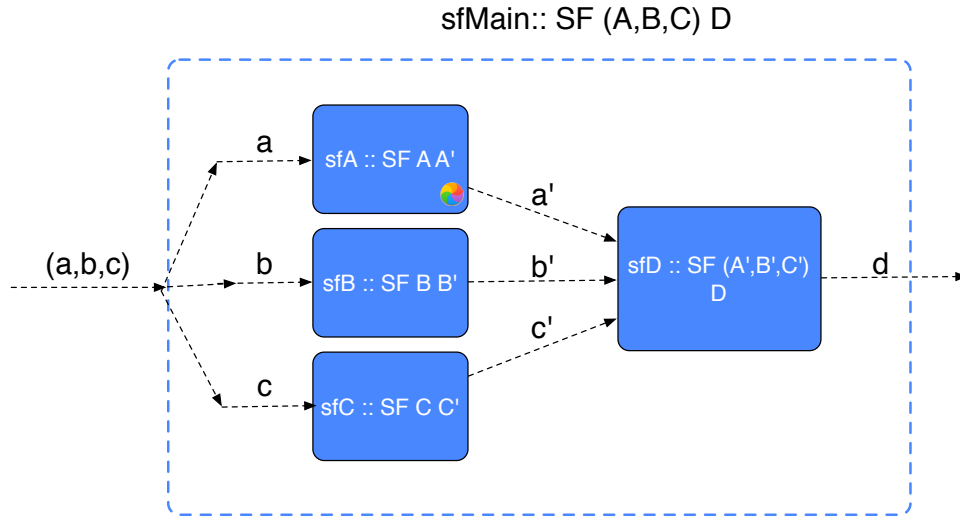 sfMain:: SF (A,B,C) D
a
sfA :: SF A A'
a'
(a,b,c)
b
sfB :: SF B B'
b'
sfD :: SF (A',B',C')
D
d
c'
c
sfC :: SF C C'